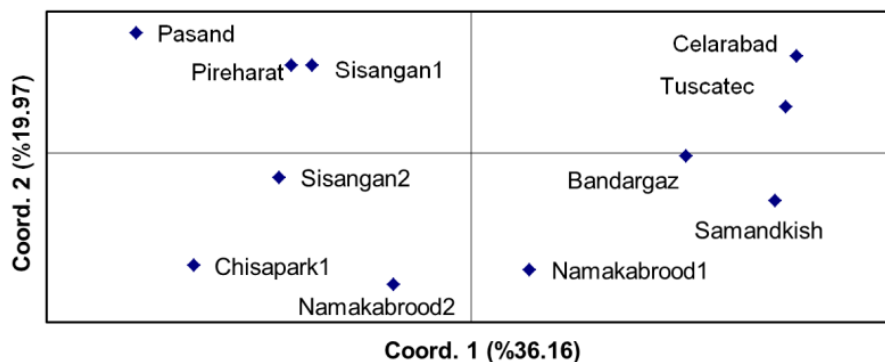 Pasand
Celarabad
Pireharat
Sisangan1
Tuscatec
Sisangan2
Bandargaz
Samandkish
Chisapark1
Namakabrood1
Namakabrood2
Coord. 2 (%19.97)
Coord. 1 (%36.16)